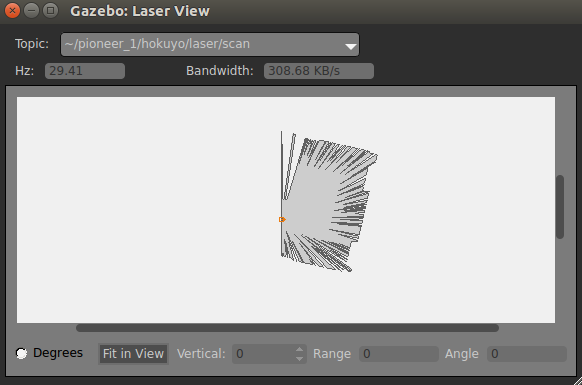 Gazebo: Laser View
Topic: ~/pioneer_1/hokuyo/laser/scan
Hz: 29.41 Bandwidth: 308.68 KB/s
Degrees Fit in View Vertical: 0 Range 0 Angle 0